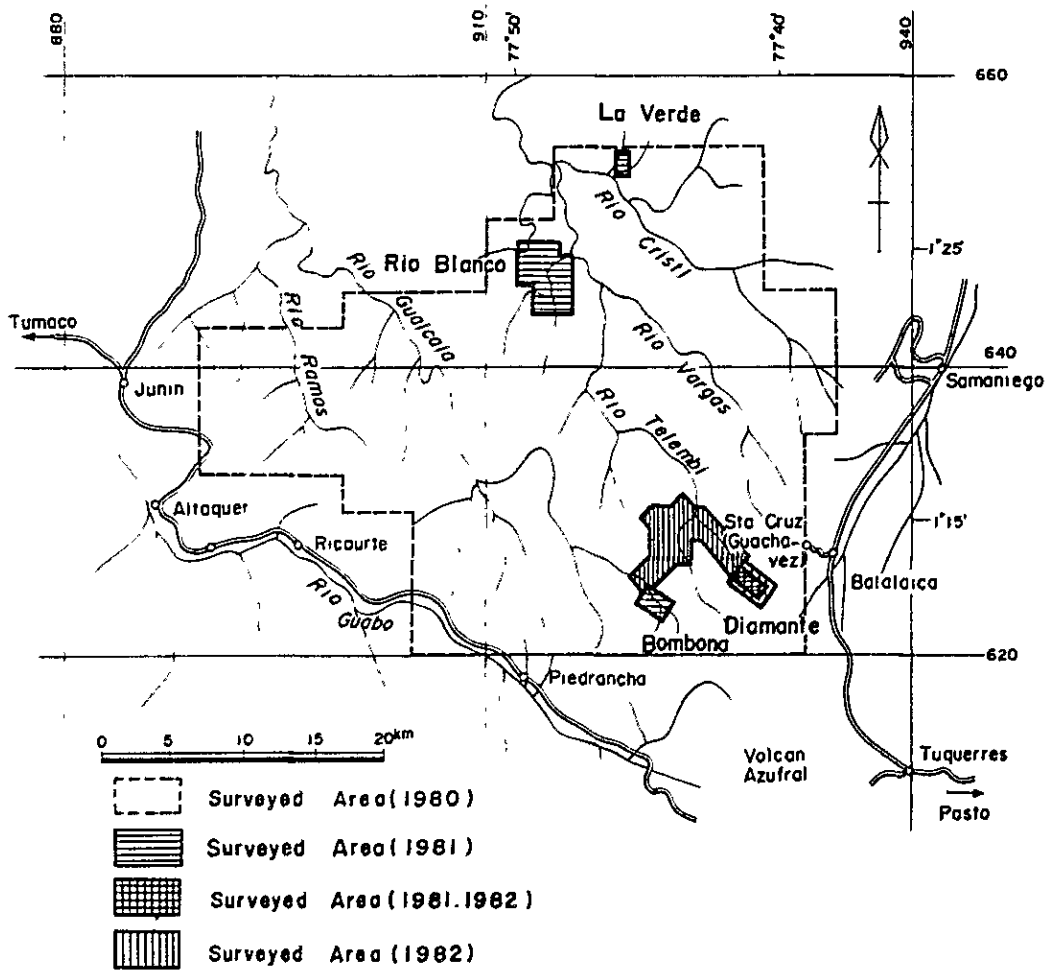 880
910
77°50'
77°40'
940
660
La Verde
Rio Cristl
1°25'
Rio Blanco
Rio Gualcala
Rio Ramos
Tumaco
640
Junin
Rio Vargas
Samaniego
Rio Telembi
Altaquer
1°15'
Sta Cruz
(Guacha-
vez)
Ricaurte
Balalaica
Rio Guabo
Diamante
Bombona
620
Piedrancha
0 5 10 15 20km
Volcan
Azufral
Tuquerres
Pasto
Surveyed Area (1980)
Surveyed Area (1981)
Surveyed Area (1981.1982)
Surveyed Area (1982)